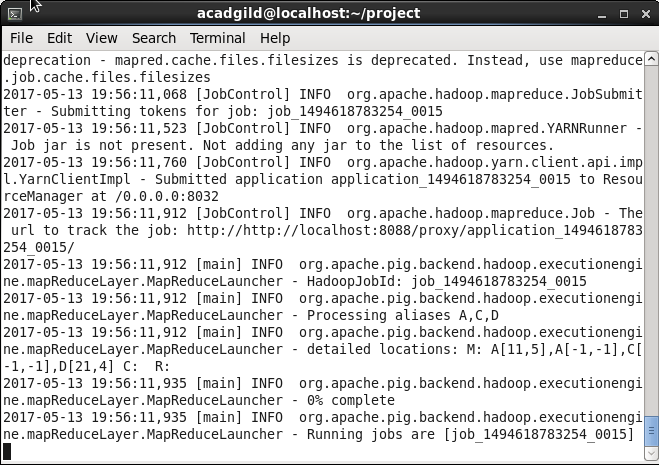 acadgild@localhost:~/project
File Edit View Search Terminal Help
deprecation - mapred.cache.files.filesizes is deprecated. Instead, use mapreduce
.job.cache.files.filesizes
2017-05-13 19:56:11,068 [JobControl] INFO  org.apache.hadoop.mapreduce.JobSubmit
ter - Submitting tokens for job: job_1494618783254_0015
2017-05-13 19:56:11,523 [JobControl] INFO  org.apache.hadoop.mapred.YARNRunner -
 Job jar is not present. Not adding any jar to the list of resources.
2017-05-13 19:56:11,760 [JobControl] INFO  org.apache.hadoop.yarn.client.api.imp
l.YarnClientImpl - Submitted application application_1494618783254_0015 to Resou
rceManager at /0.0.0.0:8032
2017-05-13 19:56:11,912 [JobControl] INFO  org.apache.hadoop.mapreduce.Job - The
 url to track the job: http://http://localhost:8088/proxy/application_1494618783
254_0015/
2017-05-13 19:56:11,912 [main] INFO  org.apache.pig.backend.hadoop.executionengi
ne.mapReduceLayer.MapReduceLauncher - HadoopJobId: job_1494618783254_0015
2017-05-13 19:56:11,912 [main] INFO  org.apache.pig.backend.hadoop.executionengi
ne.mapReduceLayer.MapReduceLauncher - Processing aliases A,C,D
2017-05-13 19:56:11,912 [main] INFO  org.apache.pig.backend.hadoop.executionengi
ne.mapReduceLayer.MapReduceLauncher - detailed locations: M: A[11,5],A[-1,-1],C[
-1,-1],D[21,4] C:  R:
2017-05-13 19:56:11,935 [main] INFO  org.apache.pig.backend.hadoop.executionengi
ne.mapReduceLayer.MapReduceLauncher - 0% complete
2017-05-13 19:56:11,935 [main] INFO  org.apache.pig.backend.hadoop.executionengi
ne.mapReduceLayer.MapReduceLauncher - Running jobs are [job_1494618783254_0015]